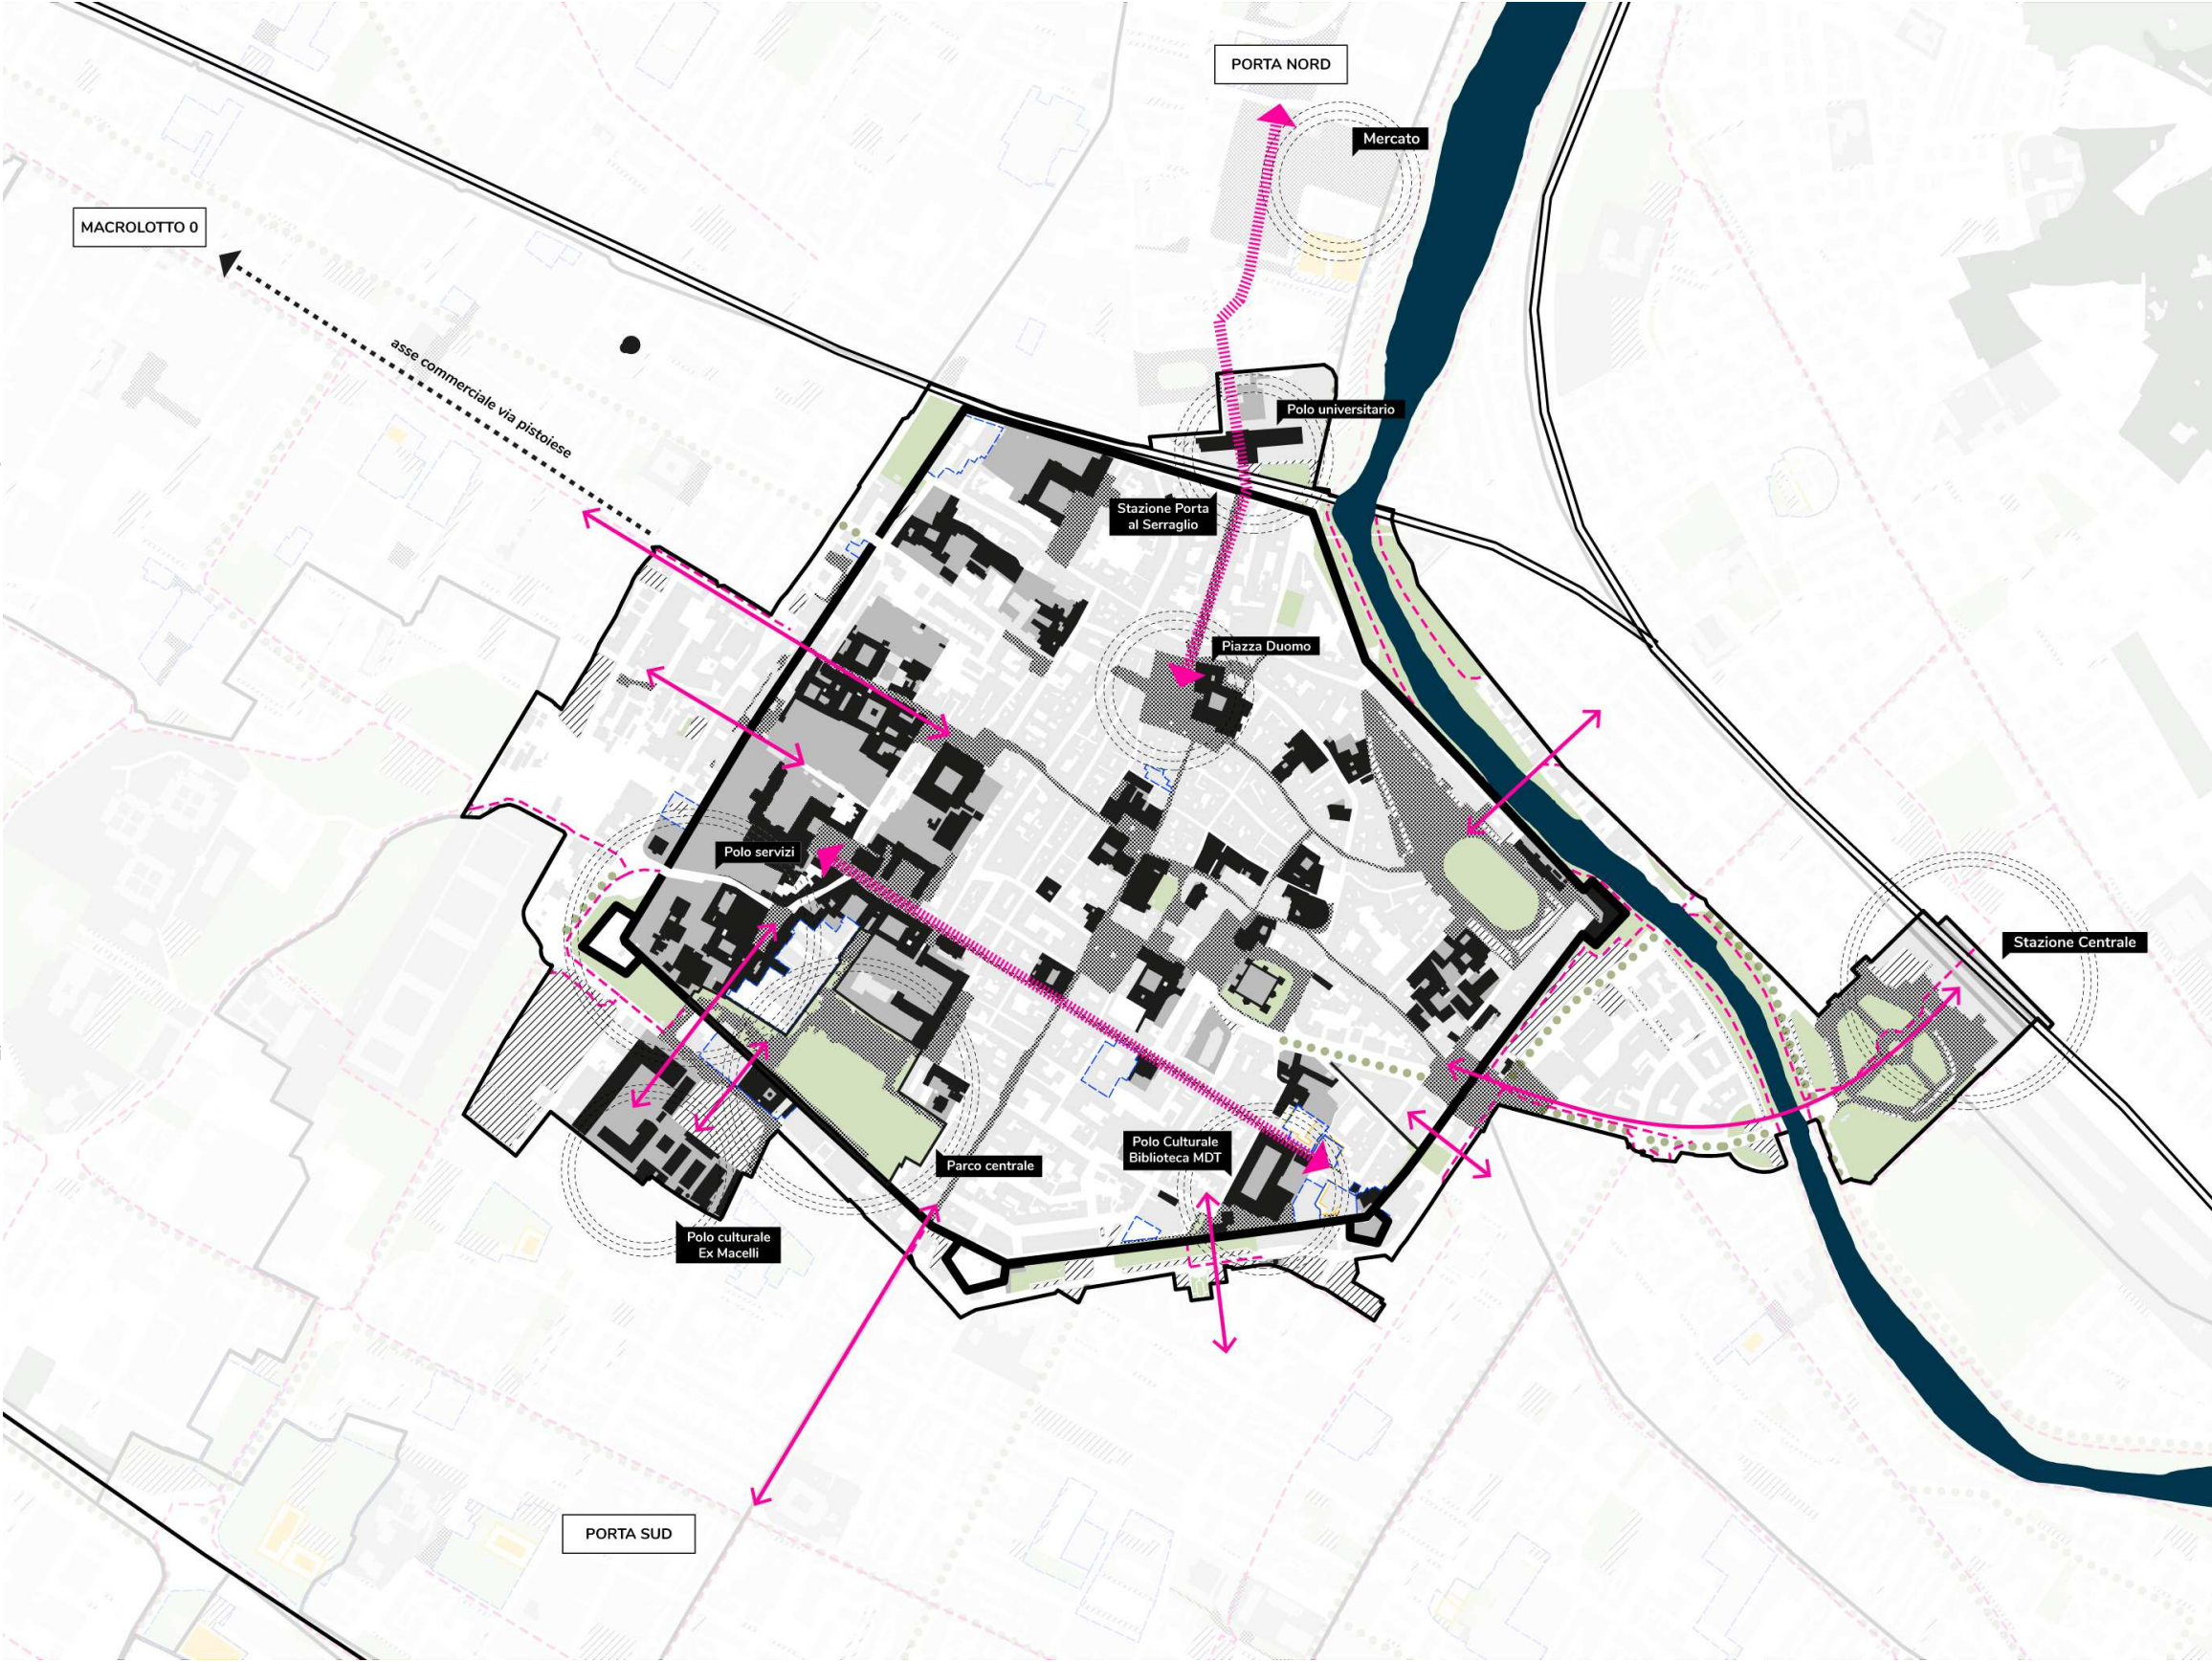 PORTA NORD
Mercato
MACROLOTTO 0
asse commerciale via pistoiese
Polo universitario
Stazione Porta
al Serraglio
Piazza Duomo
Polo servizi
Stazione Centrale
Polo Culturale
Biblioteca MDT
Parco centrale
Polo culturale
Ex Macelli
PORTA SUD